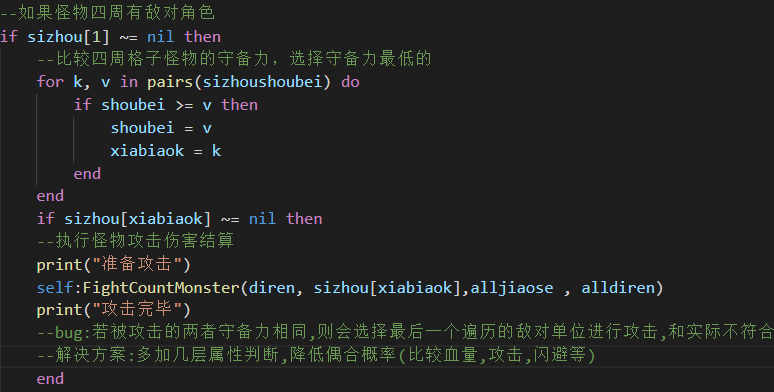 --如果怪物四周有敌对角色
if sizhou[1] ~= nil then
--比较四周格子怪物的守备力，选择守备力最低的
for k, v in pairs(sizhoushoubei) do
if shoubei >= v then
shoubei = v
xiabiaok = k
end
end
if sizhou[xiabiaok] ~= nil then
--执行怪物攻击伤害结算
print("准备攻击")
self:FightCountMonster(diren, sizhou[xiabiaok],alljiaose , alldiren)
print("攻击完毕")
--bug:若被攻击的两者守备力相同,则会选择最后一个遍历的敌对单位进行攻击,和实际不符合
--解决方案:多加几层属性判断,降低偶合概率(比较血量,攻击,闪避等)
end